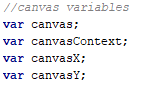 //canvas variables
var canvas;
var canvasContext;
var canvasX;
var canvasY;